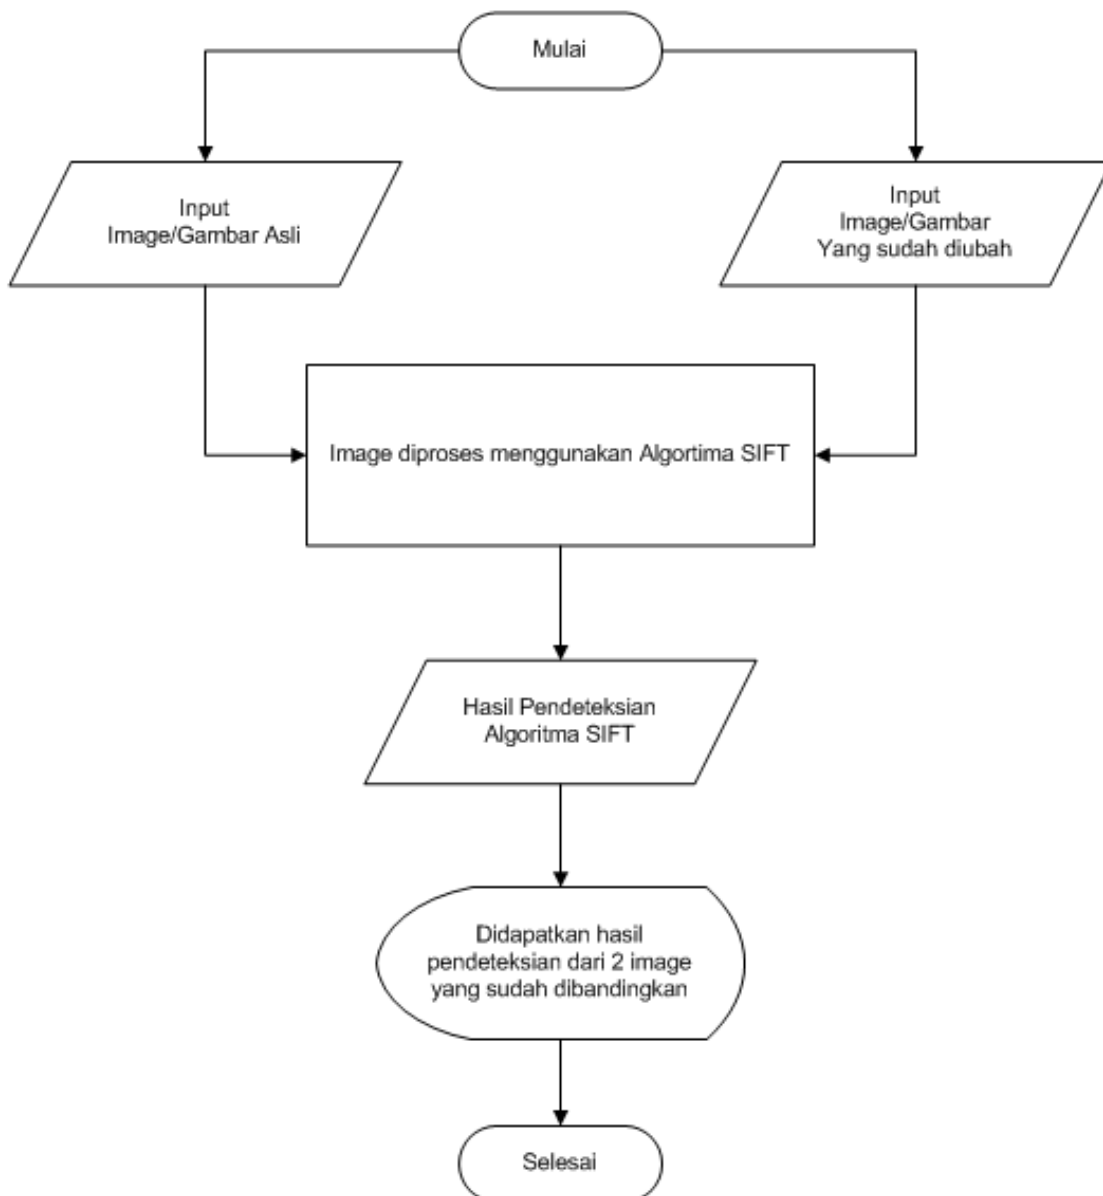 Mulai
Input
Image/Gambar Asli
Input
Image/Gambar
Yang sudah diubah
Image diproses menggunakan Algortima SIFT
Hasil Pendeteksian
Algoritma SIFT
Didapatkan hasil
pendeteksian dari 2 image
yang sudah dibandingkan
Selesai